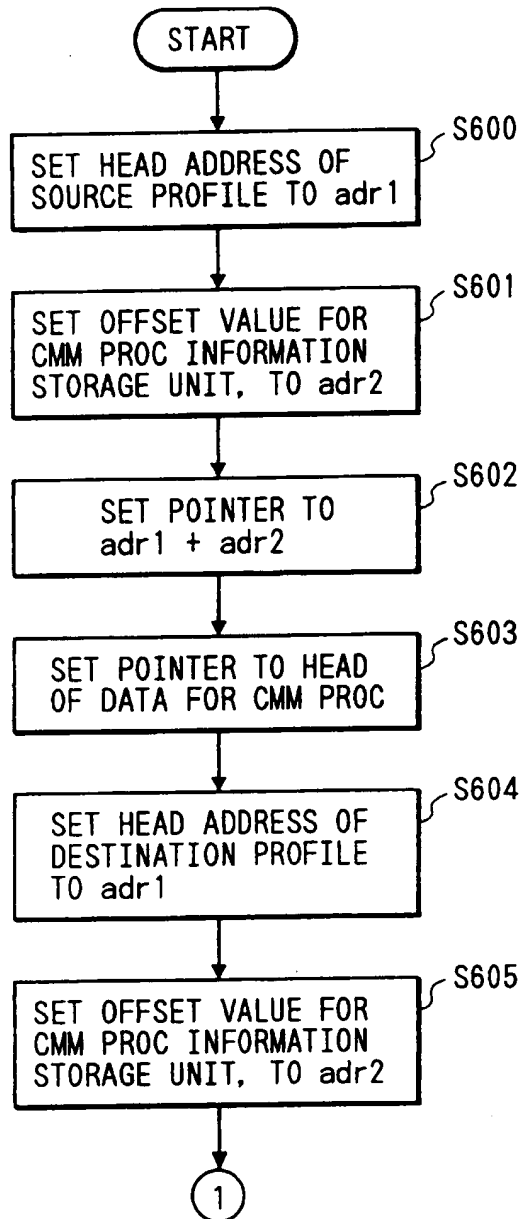 START
S600
SET HEAD ADDRESS OF
SOURCE PROFILE TO adr1
S601
SET OFFSET VALUE FOR
CMM PROC INFORMATION
STORAGE UNIT, TO adr2
S602
SET POINTER TO
adr1 + adr2
S603
SET POINTER TO HEAD
OF DATA FOR CMM PROC
S604
SET HEAD ADDRESS OF
DESTINATION PROFILE
TO adr1
S605
SET OFFSET VALUE FOR
CMM PROC INFORMATION
STORAGE UNIT, TO adr2
1